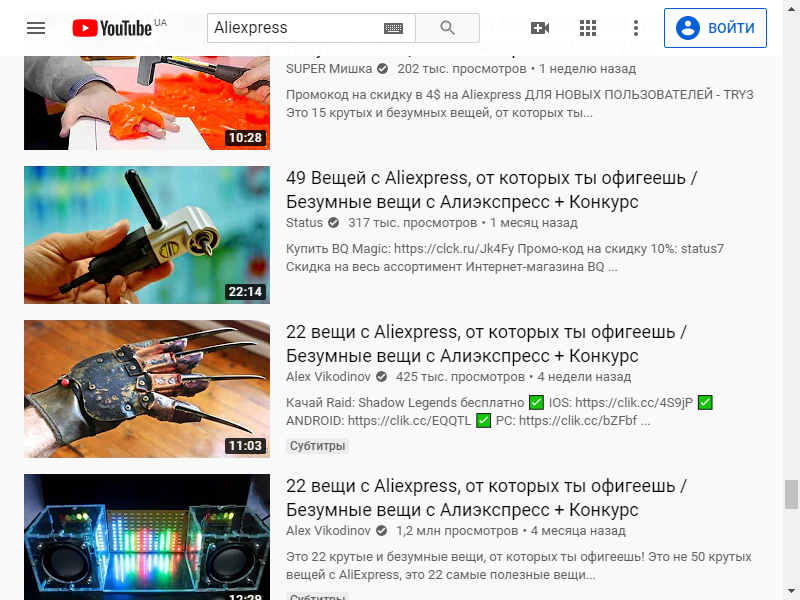 YouTube UA
Aliexpress
ВОЙТИ
SUPER Мишка 202 тыс. просмотров • 1 неделю назад
Промокод на скидку в 4$ на Aliexpress ДЛЯ НОВЫХ ПОЛЬЗОВАТЕЛЕЙ - TRY3
Это 15 крутых и безумных вещей, от которых ты...
10:28
49 Вещей с Aliexpress, от которых ты офигеешь /
Безумные вещи с Алиэкспресс + Конкурс
Status 317 тыс. просмотров • 1 месяц назад
Купить BQ Magic: https://clck.ru/Jk4Fy Промо-код на скидку 10%: status7
Скидка на весь ассортимент Интернет-магазина BQ ...
22:14
22 вещи с Aliexpress, от которых ты офигеешь /
Безумные вещи с Алиэкспресс + Конкурс
Alex Vikodinov 425 тыс. просмотров • 4 недели назад
Качай Raid: Shadow Legends бесплатно ✅ IOS: https://clik.cc/4S9jP ✅
ANDROID: https://clik.cc/EQQTL ✅ PC: https://clik.cc/bZFbf ...
11:03
Субтитры
22 вещи с Aliexpress, от которых ты офигеешь /
Безумные вещи с Алиэкспресс + Конкурс
Alex Vikodinov 1,2 млн просмотров • 4 месяца назад
Это 22 крутые и безумные вещи, от которых ты офигеешь! Это не 50 крутых
вещей с AliExpress, это 22 самые полезные вещи...
12:29
Субтитры